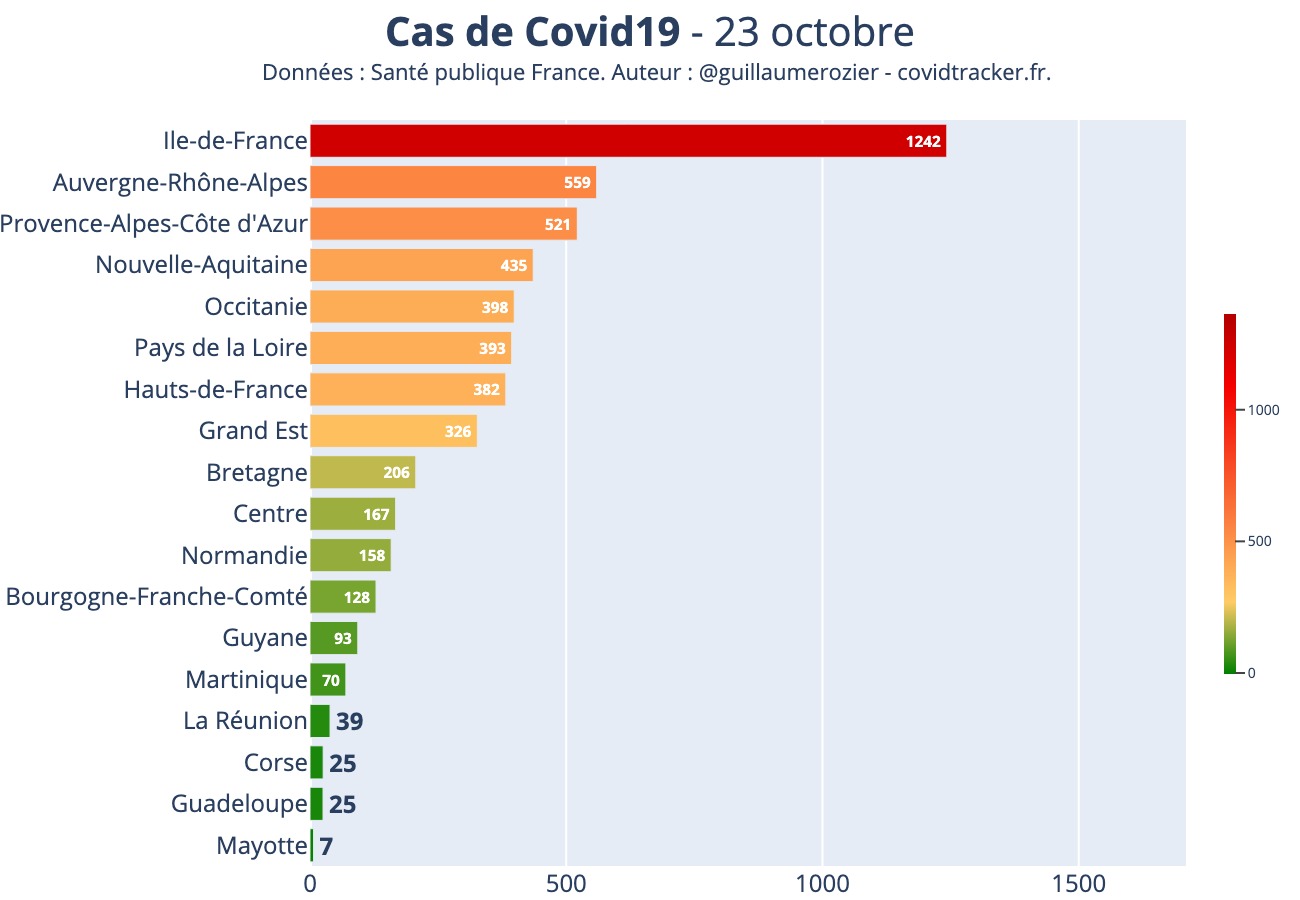 Cas de Covid19 - 23 octobre
Données : Santé publique France. Auteur : @guillaumerozier - covidtracker.fr.
Ile-de-France 1242
Auvergne-Rhône-Alpes 559
Provence-Alpes-Côte d'Azur 521
Nouvelle-Aquitaine 435
Occitanie 398
Pays de la Loire 393
Hauts-de-France 382
Grand Est 326
Bretagne 206
Centre 167
Normandie 158
Bourgogne-Franche-Comté 128
Guyane 93
Martinique 70
La Réunion 39
Corse 25
Guadeloupe 25
Mayotte 7
0 500 1000 1500
1000
500
0